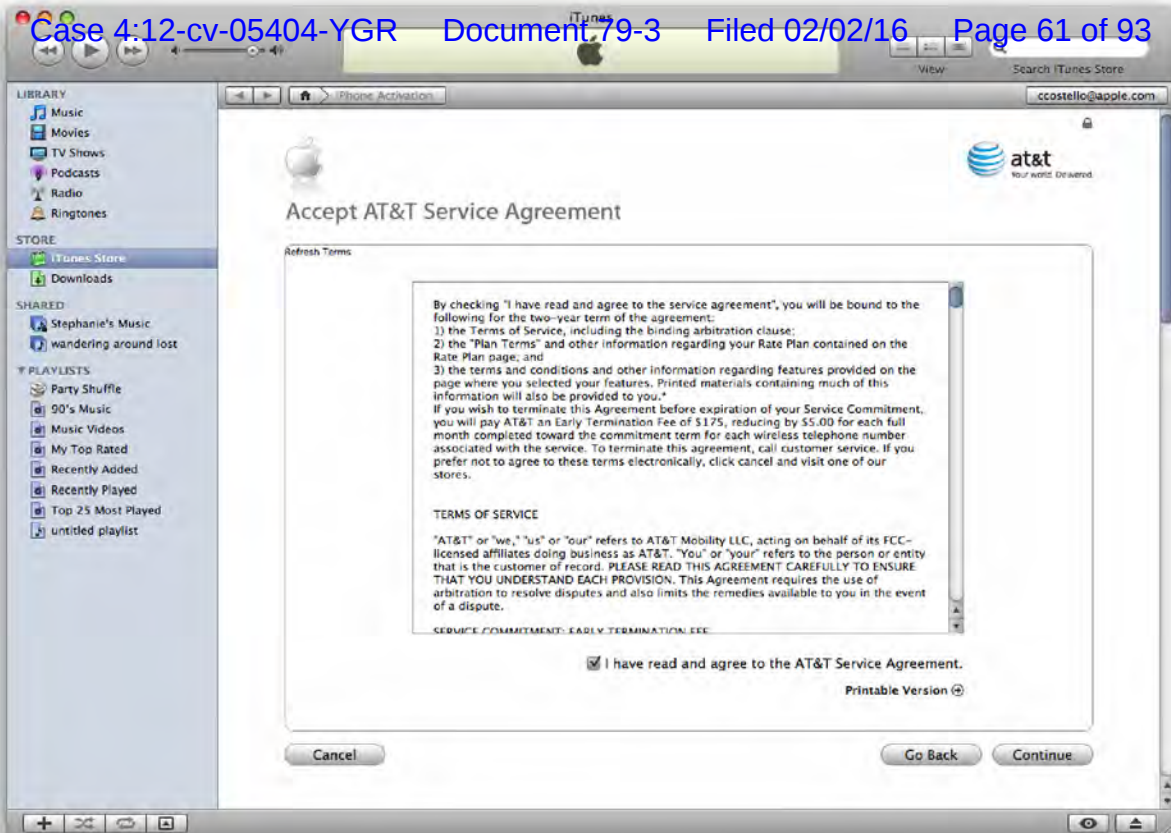 iTunes
Case 4:12-cv-05404-YGR Document 79-3 Filed 02/02/16 Page 61 of 93
View
Search iTunes Store
LIBRARY
Music
Movies
TV Shows
Podcasts
Radio
Ringtones
STORE
iTunes Store
Downloads
SHARED
Stephanie's Music
wandering around lost
PLAYLISTS
Party Shuffle
90's Music
Music Videos
My Top Rated
Recently Added
Recently Played
Top 25 Most Played
untitled playlist
iPhone Activation
ccostello@apple.com
at&t
Your world. Delivered.
Accept AT&T Service Agreement
Refresh Terms
By checking "I have read and agree to the service agreement", you will be bound to the
following for the two-year term of the agreement:
1) the Terms of Service, including the binding arbitration clause;
2) the "Plan Terms" and other information regarding your Rate Plan contained on the
Rate Plan page; and
3) the terms and conditions and other information regarding features provided on the
page where you selected your features. Printed materials containing much of this
information will also be provided to you.*
If you wish to terminate this Agreement before expiration of your Service Commitment,
you will pay AT&T an Early Termination Fee of $175, reducing by $5.00 for each full
month completed toward the commitment term for each wireless telephone number
associated with the service. To terminate this agreement, call customer service. If you
prefer not to agree to these terms electronically, click cancel and visit one of our
stores.
TERMS OF SERVICE
"AT&T" or "we," "us" or "our" refers to AT&T Mobility LLC, acting on behalf of its FCC-
licensed affiliates doing business as AT&T. "You" or "your" refers to the person or entity
that is the customer of record. PLEASE READ THIS AGREEMENT CAREFULLY TO ENSURE
THAT YOU UNDERSTAND EACH PROVISION. This Agreement requires the use of
arbitration to resolve disputes and also limits the remedies available to you in the event
of a dispute.
SERVICE COMMITMENT; EARLY TERMINATION FEE
I have read and agree to the AT&T Service Agreement.
Printable Version
Cancel
Go Back
Continue